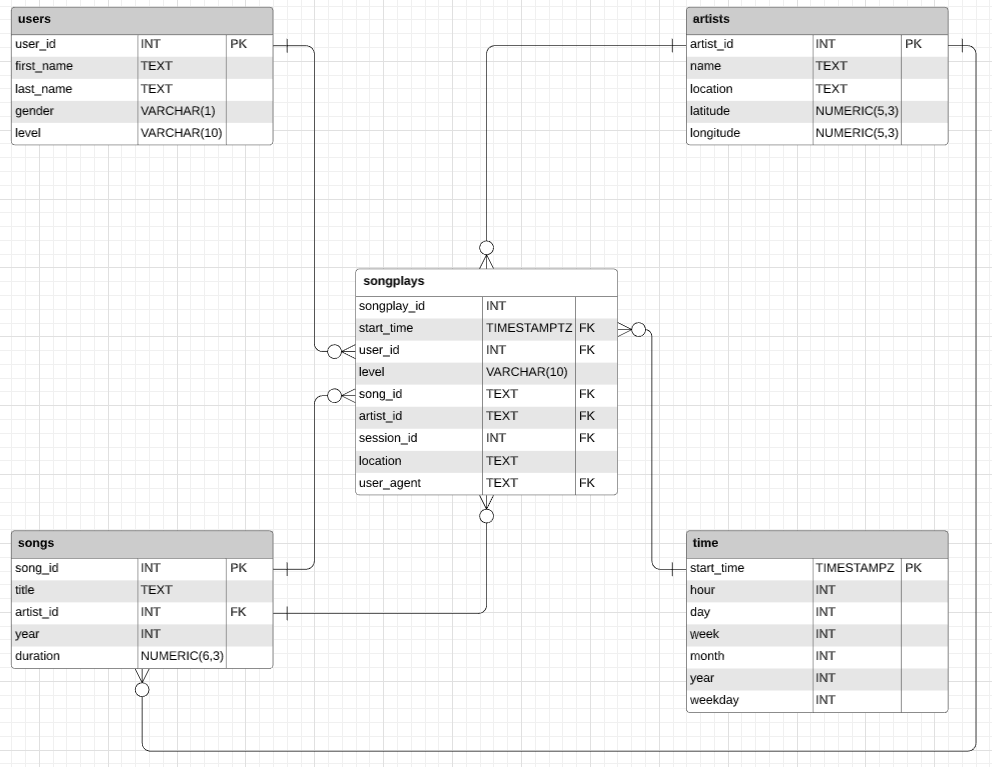 users
user_id INT PK
first_name TEXT
last_name TEXT
gender VARCHAR(1)
level VARCHAR(10)
artists
artist_id INT PK
name TEXT
location TEXT
latitude NUMERIC(5,3)
longitude NUMERIC(5,3)
songplays
songplay_id INT
start_time TIMESTAMPTZ FK
user_id INT FK
level VARCHAR(10)
song_id TEXT FK
artist_id TEXT FK
session_id INT FK
location TEXT
user_agent TEXT FK
songs
song_id INT PK
title TEXT
artist_id INT FK
year INT
duration NUMERIC(6,3)
time
start_time TIMESTAMPZ PK
hour INT
day INT
week INT
month INT
year INT
weekday INT